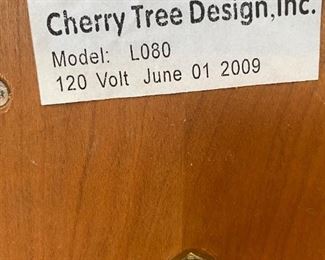 Cherry Tree Design, Inc.
Model: L080
120 Volt June 01 2009